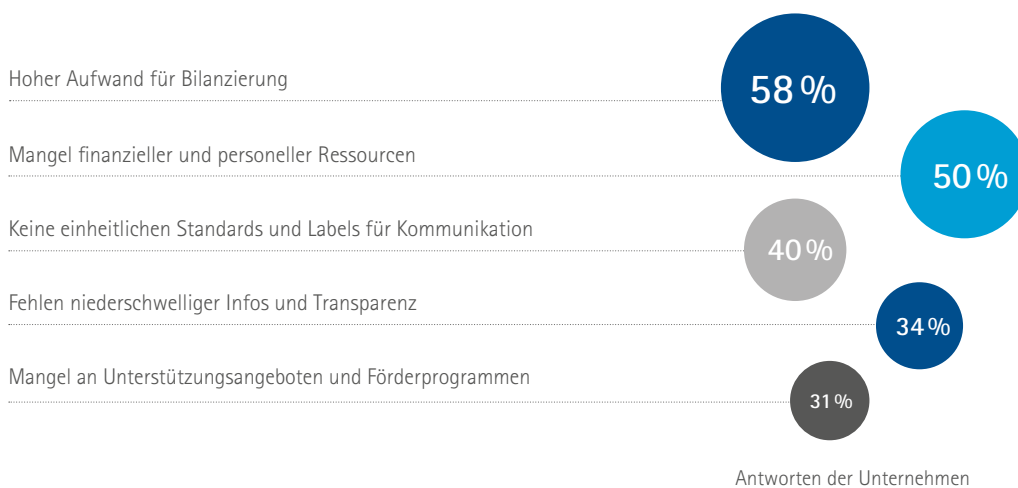 Hoher Aufwand für Bilanzierung
58 %
Mangel finanzieller und personeller Ressourcen
50 %
Keine einheitlichen Standards und Labels für Kommunikation
40 %
Fehlen niederschwelliger Infos und Transparenz
34 %
Mangel an Unterstützungsangeboten und Förderprogrammen
31 %
Antworten der Unternehmen